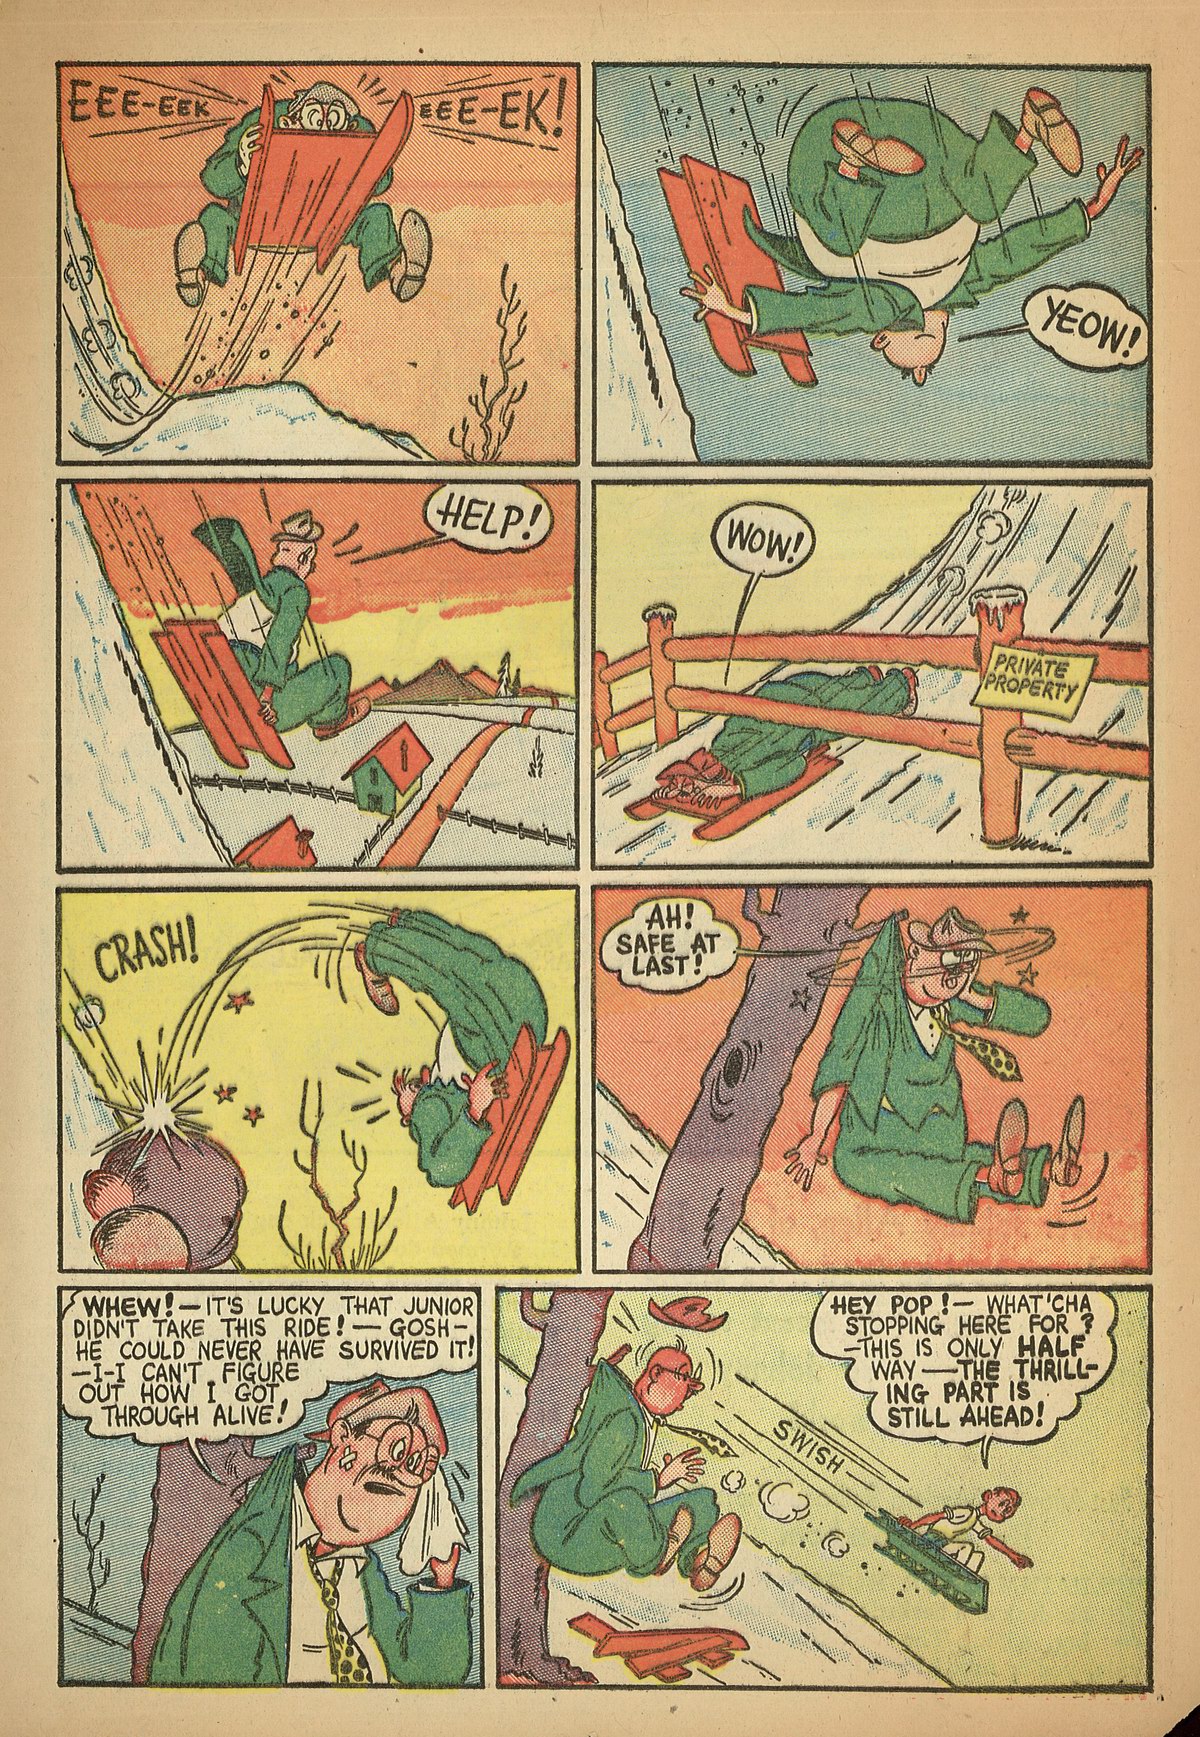 EEE-EEK
EEE-EK!
YEOW!
HELP!
WOW!
PRIVATE
PROPERTY
CRASH!
AH!
SAFE AT
LAST!
WHEW!—IT'S LUCKY THAT JUNIOR
DIDN'T TAKE THIS RIDE!—GOSH—
HE COULD NEVER HAVE SURVIVED IT!
—I-I CAN'T FIGURE
OUT HOW I GOT
THROUGH ALIVE!
HEY POP!—WHAT'CHA
STOPPING HERE FOR?
—THIS IS ONLY HALF
WAY—THE THRILL-
ING PART IS
STILL AHEAD!
SWISH